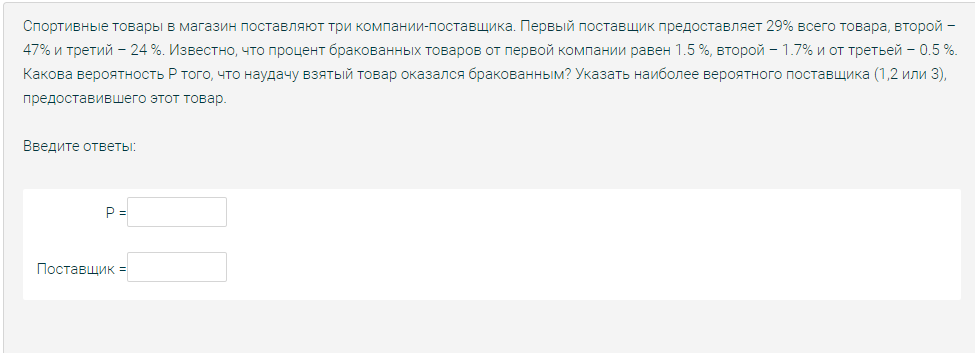 Спортивные товары в магазин поставляют три компании-поставщика. Первый поставщик предоставляет 29% всего товара, второй –
47% и третий – 24 %. Известно, что процент бракованных товаров от первой компании равен 1.5 %, второй – 1.7% и от третьей – 0.5 %.
Какова вероятность P того, что наудачу взятый товар оказался бракованным? Указать наиболее вероятного поставщика (1,2 или 3),
предоставившего этот товар.
Введите ответы:
P =
Поставщик =